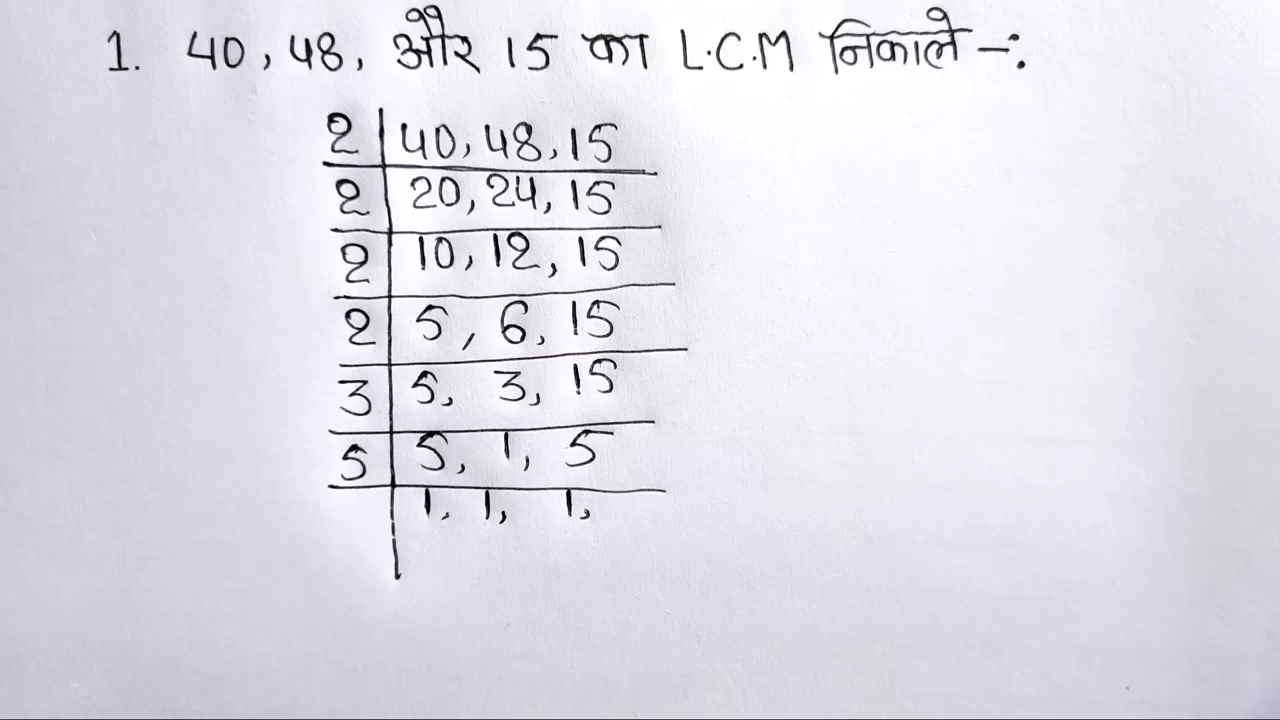 1. 40, 48, और 15 का L.C.M निकाले -:
2 | 40, 48, 15
2 | 20, 24, 15
2 | 10, 12, 15
2 | 5, 6, 15
3 | 5, 3, 15
5 | 5, 1, 5
| 1, 1, 1,